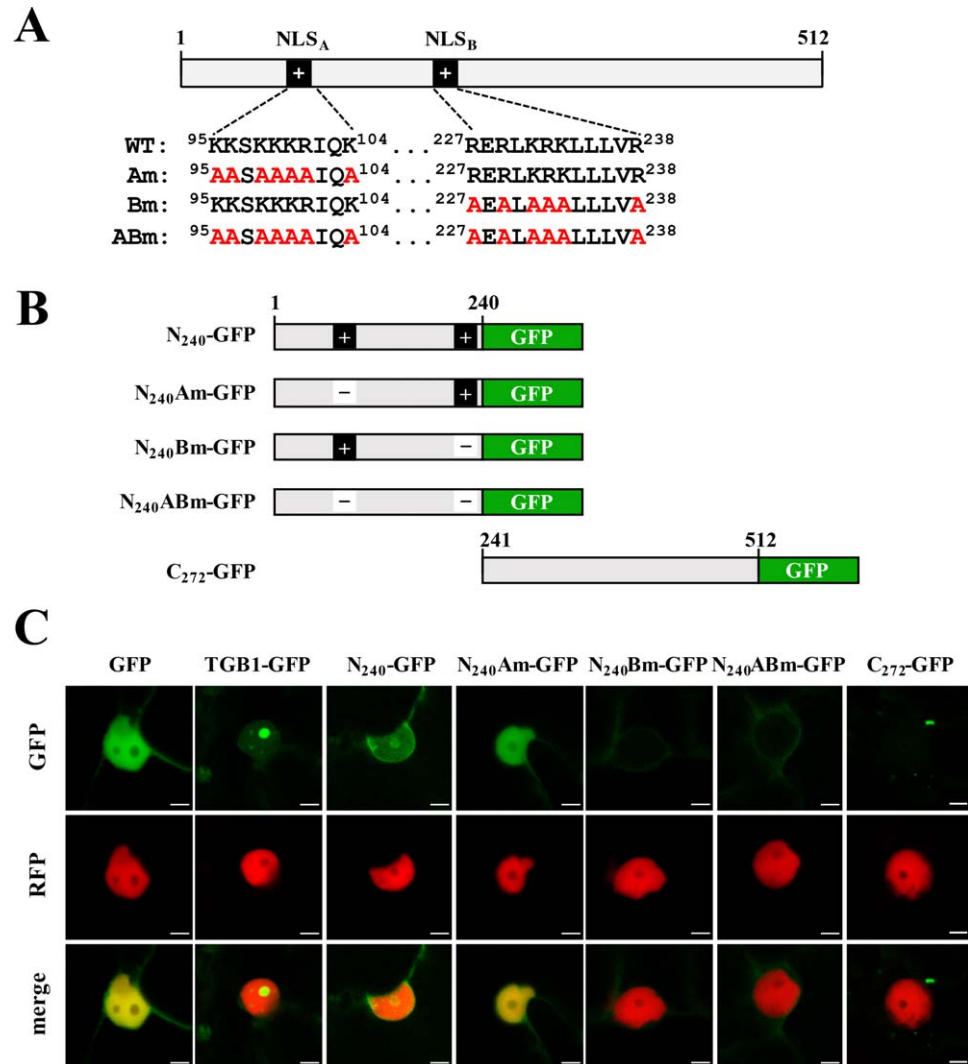 A
1 NLSA NLSB 512
+ +
WT: 95KKSKKKRIQK104...227RERLKRKLLLVR238
Am: 95AASAAAAIQA104...227RERLKRKLLLVR238
Bm: 95KKSKKKRIQK104...227AEALAAALLLVA238
ABm: 95AASAAAAIQA104...227AEALAAALLLVA238
B
1 240
N240-GFP + + GFP
N240Am-GFP − + GFP
N240Bm-GFP + − GFP
N240ABm-GFP − − GFP
241 512
C272-GFP GFP
C
GFP TGB1-GFP N240-GFP N240Am-GFP N240Bm-GFP N240ABm-GFP C272-GFP
GFP
RFP
merge